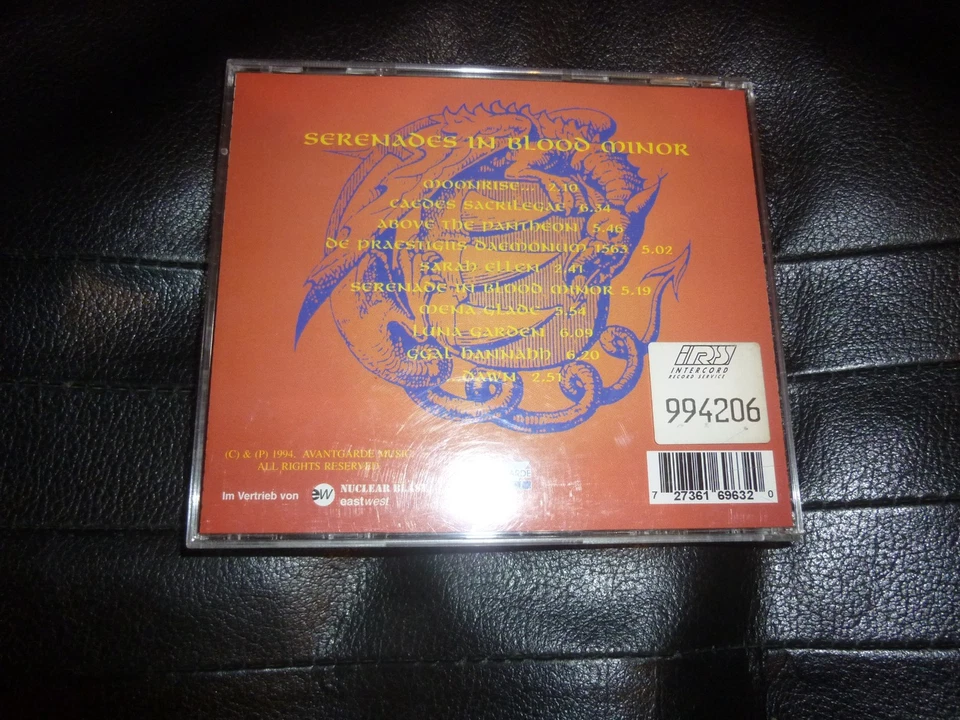 SERENADES IN BLOOD MINOR
MOONRISE... 2.10
CAEDES SACRILEGAE 6.34
ABOVE THE PANTHEON 5.46
DE PRAESTIGIIS DAEMONIUM 1563 5.02
SARAH ELLEN 2.41
SERENADE IN BLOOD MINOR 5.19
MENA GLADE 5.54
LUNA GARDEN 6.09
GGAL HANNAHH 6.20
DAWN 2.51
IRS
INTERCORD
RECORD SERVICE
994206
(C) & (P) 1994. AVANTGARDE MUSIC
ALL RIGHTS RESERVED
Im Vertrieb von ew NUCLEAR BLAST
eastwest
7 27361 69632 0